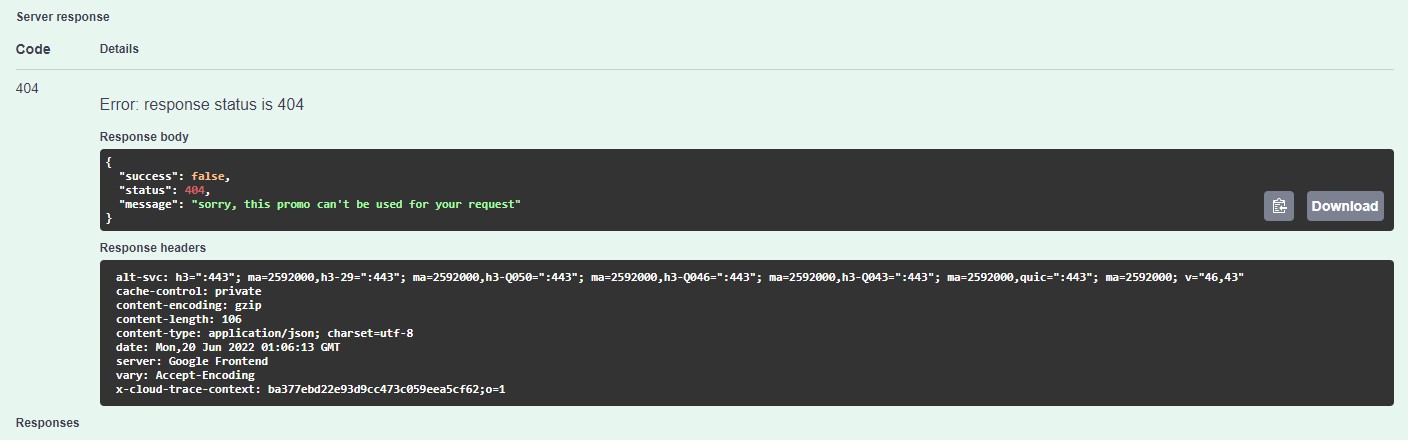 Server response
Code Details
404
Error: response status is 404
Response body
{
  "success": false,
  "status": 404,
  "message": "sorry, this promo can't be used for your request"
}
Download
Response headers
alt-svc: h3=":443"; ma=2592000,h3-29=":443"; ma=2592000,h3-Q050=":443"; ma=2592000,h3-Q046=":443"; ma=2592000,h3-Q043=":443"; ma=2592000,quic=":443"; ma=2592000; v="46,43"
cache-control: private
content-encoding: gzip
content-length: 106
content-type: application/json; charset=utf-8
date: Mon,20 Jun 2022 01:06:13 GMT
server: Google Frontend
vary: Accept-Encoding
x-cloud-trace-context: ba377ebd22e93d9cc473c059eea5cf62;o=1
Responses